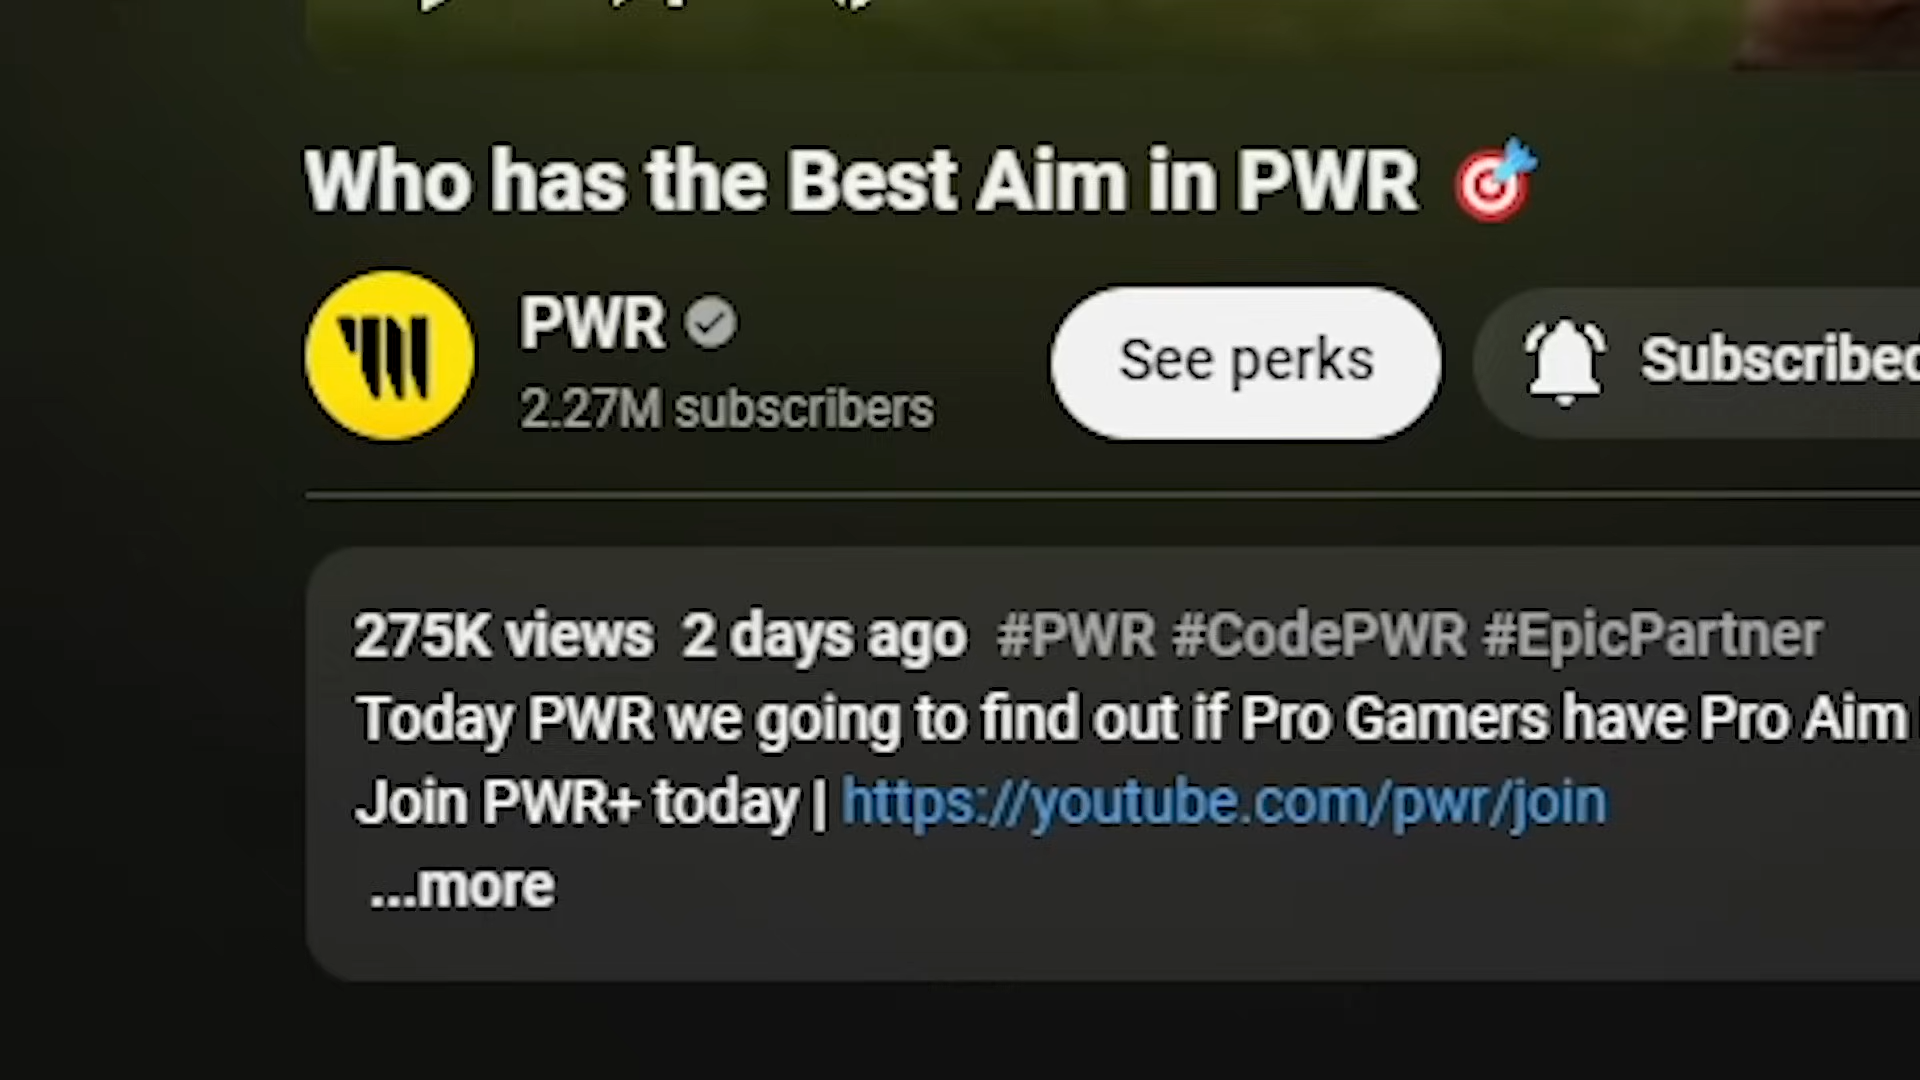 Who has the Best Aim in PWR 🎯
PWR
2.27M subscribers
See perks
Subscribed
275K views 2 days ago #PWR #CodePWR #EpicPartner
Today PWR we going to find out if Pro Gamers have Pro Aim
Join PWR+ today | https://youtube.com/pwr/join
...more